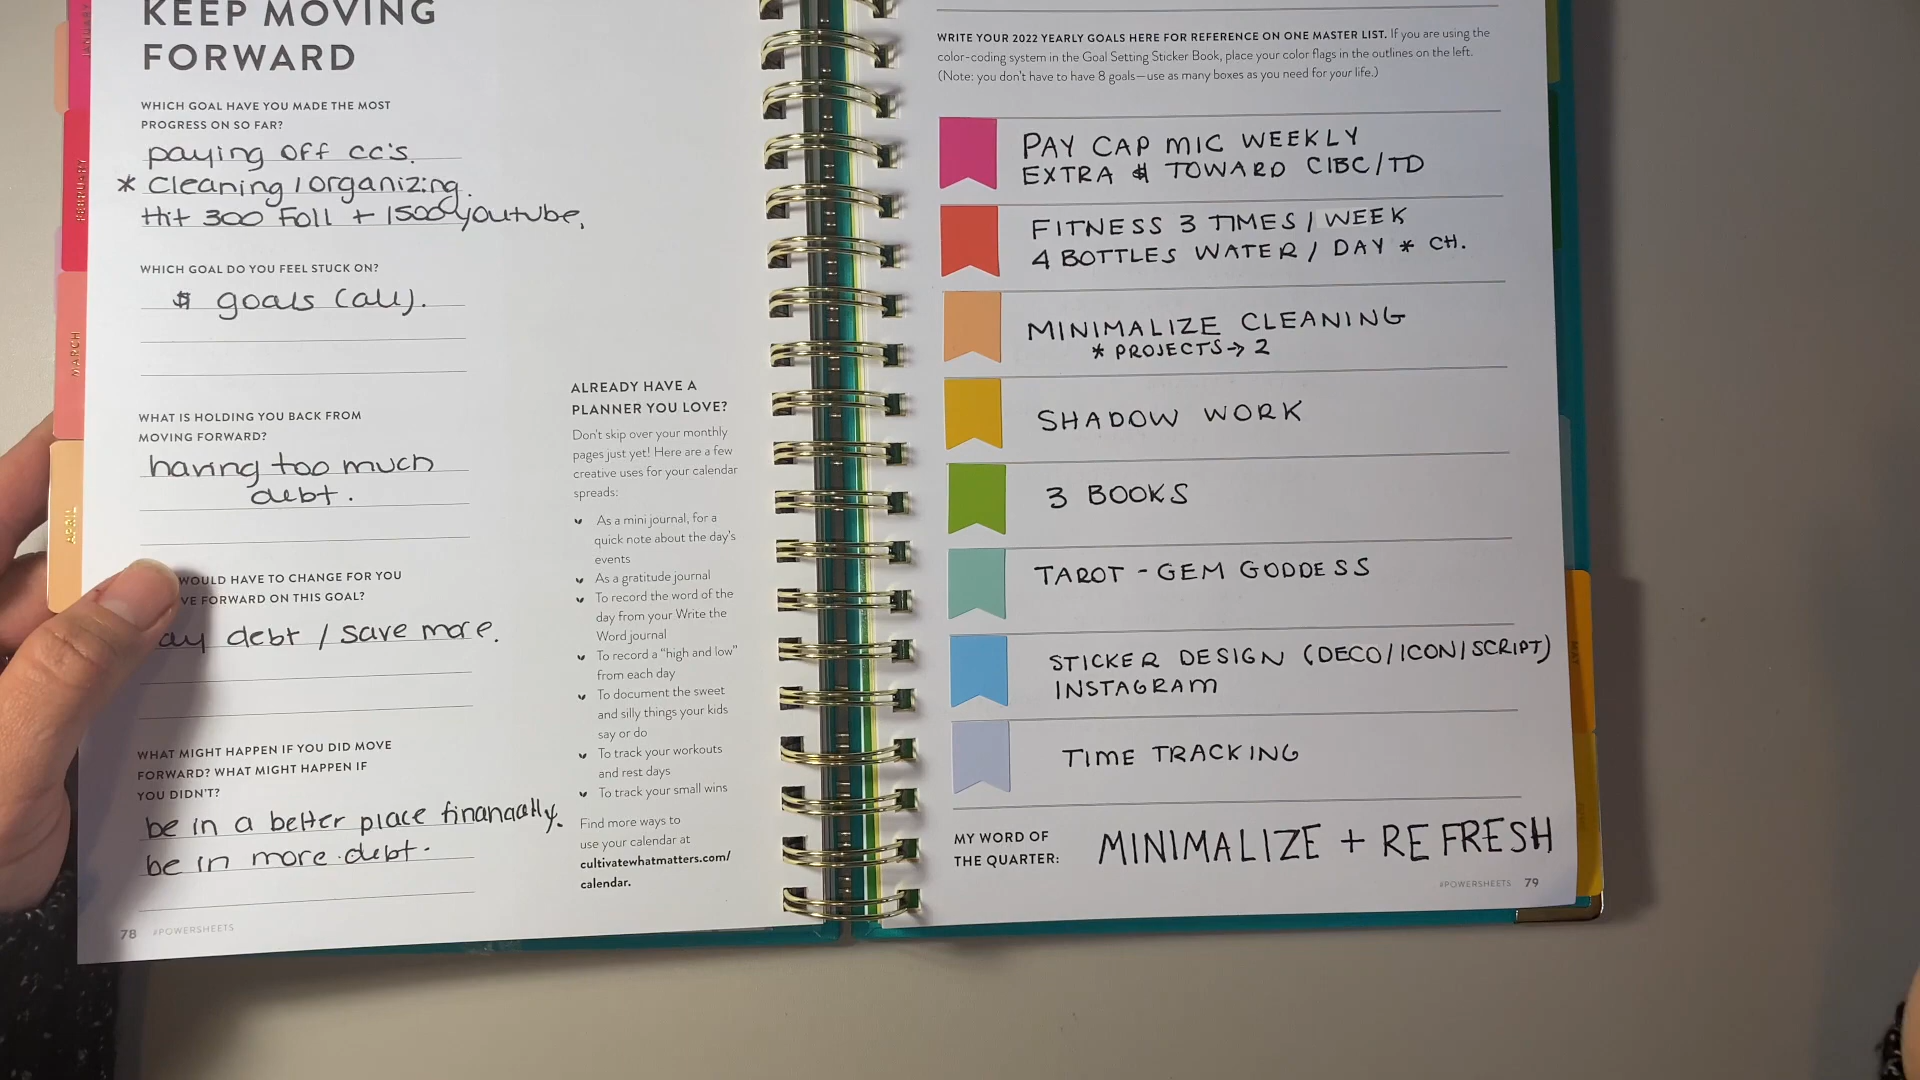 KEEP MOVING
FORWARD
WHICH GOAL HAVE YOU MADE THE MOST
PROGRESS ON SO FAR?
paying off cc's.
* Cleaning / organizing.
Hit 300 Foll + 1500 youtube.
WHICH GOAL DO YOU FEEL STUCK ON?
$ goals (all).
WHAT IS HOLDING YOU BACK FROM
MOVING FORWARD?
having too much
debt.
WOULD HAVE TO CHANGE FOR YOU
VE FORWARD ON THIS GOAL?
ay debt / save more.
WHAT MIGHT HAPPEN IF YOU DID MOVE
FORWARD? WHAT MIGHT HAPPEN IF
YOU DIDN'T?
be in a better place
be in more debt.
78 #POWERSHEETS
ALREADY HAVE A
PLANNER YOU LOVE?
Don't skip over your monthly
pages just yet! Here are a few
creative uses for your calendar
spreads:
As a mini journal, for a
quick note about the day's
events
As a gratitude journal
To record the word of the
day from your Write the
Word journal
To record a "high and low"
from each day
To document the sweet
and silly things your kids
say or do
To track your workouts
and rest days
To track your small wins
Find more ways to
use your calendar at
cultivatewhatmatters.com/
calendar.
WRITE YOUR 2022 YEARLY GOALS HERE FOR REFERENCE ON ONE MASTER LIST. If you are using the
color-coding system in the Goal Setting Sticker Book, place your color flags in the outlines on the left.
(Note: you don't have to have 8 goals—use as many boxes as you need for your life.)
PAY CAP MIC WEEKLY
EXTRA $ TOWARD CIBC/TD
FITNESS 3 TIMES / WEEK
4 BOTTLES WATER / DAY * CH.
MINIMALIZE CLEANING
* PROJECTS → 2
SHADOW WORK
3 BOOKS
TAROT - GEM GODDESS
STICKER DESIGN (DECO/ICON/SCRIPT)
INSTAGRAM
TIME TRACKING
MY WORD OF
THE QUARTER:
MINIMALIZE + REFRESH
#POWERSHEETS 79
JANUARY
FEBRUARY
MARCH
APRIL
MAY